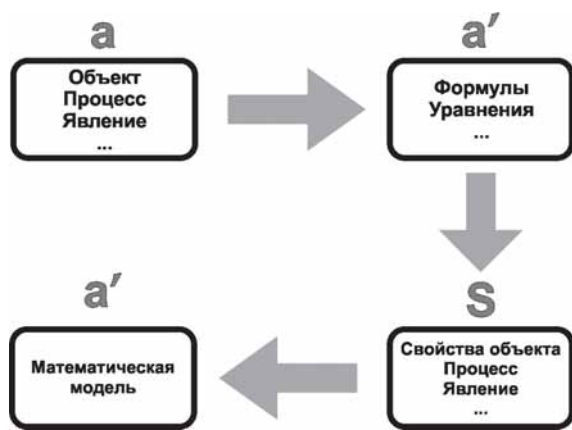 a
Объект
Процесс
Явление
...
a′
Формулы
Уравнения
...
S
Свойства объекта
Процесс
Явление
...
a′
Математическая
модель